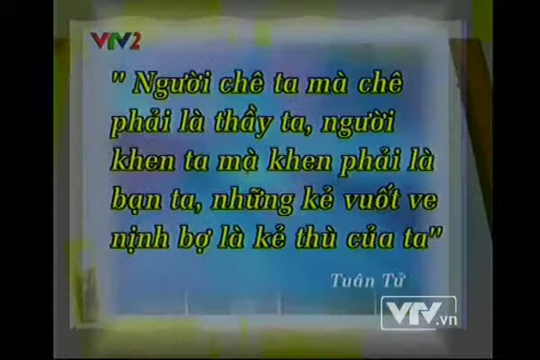 VTV2
" Người chê ta mà chê
phải là thầy ta, người
khen ta mà khen phải là
bạn ta, những kẻ vuốt ve
nịnh bợ là kẻ thù của ta"
Tuân Tử
VTV.vn